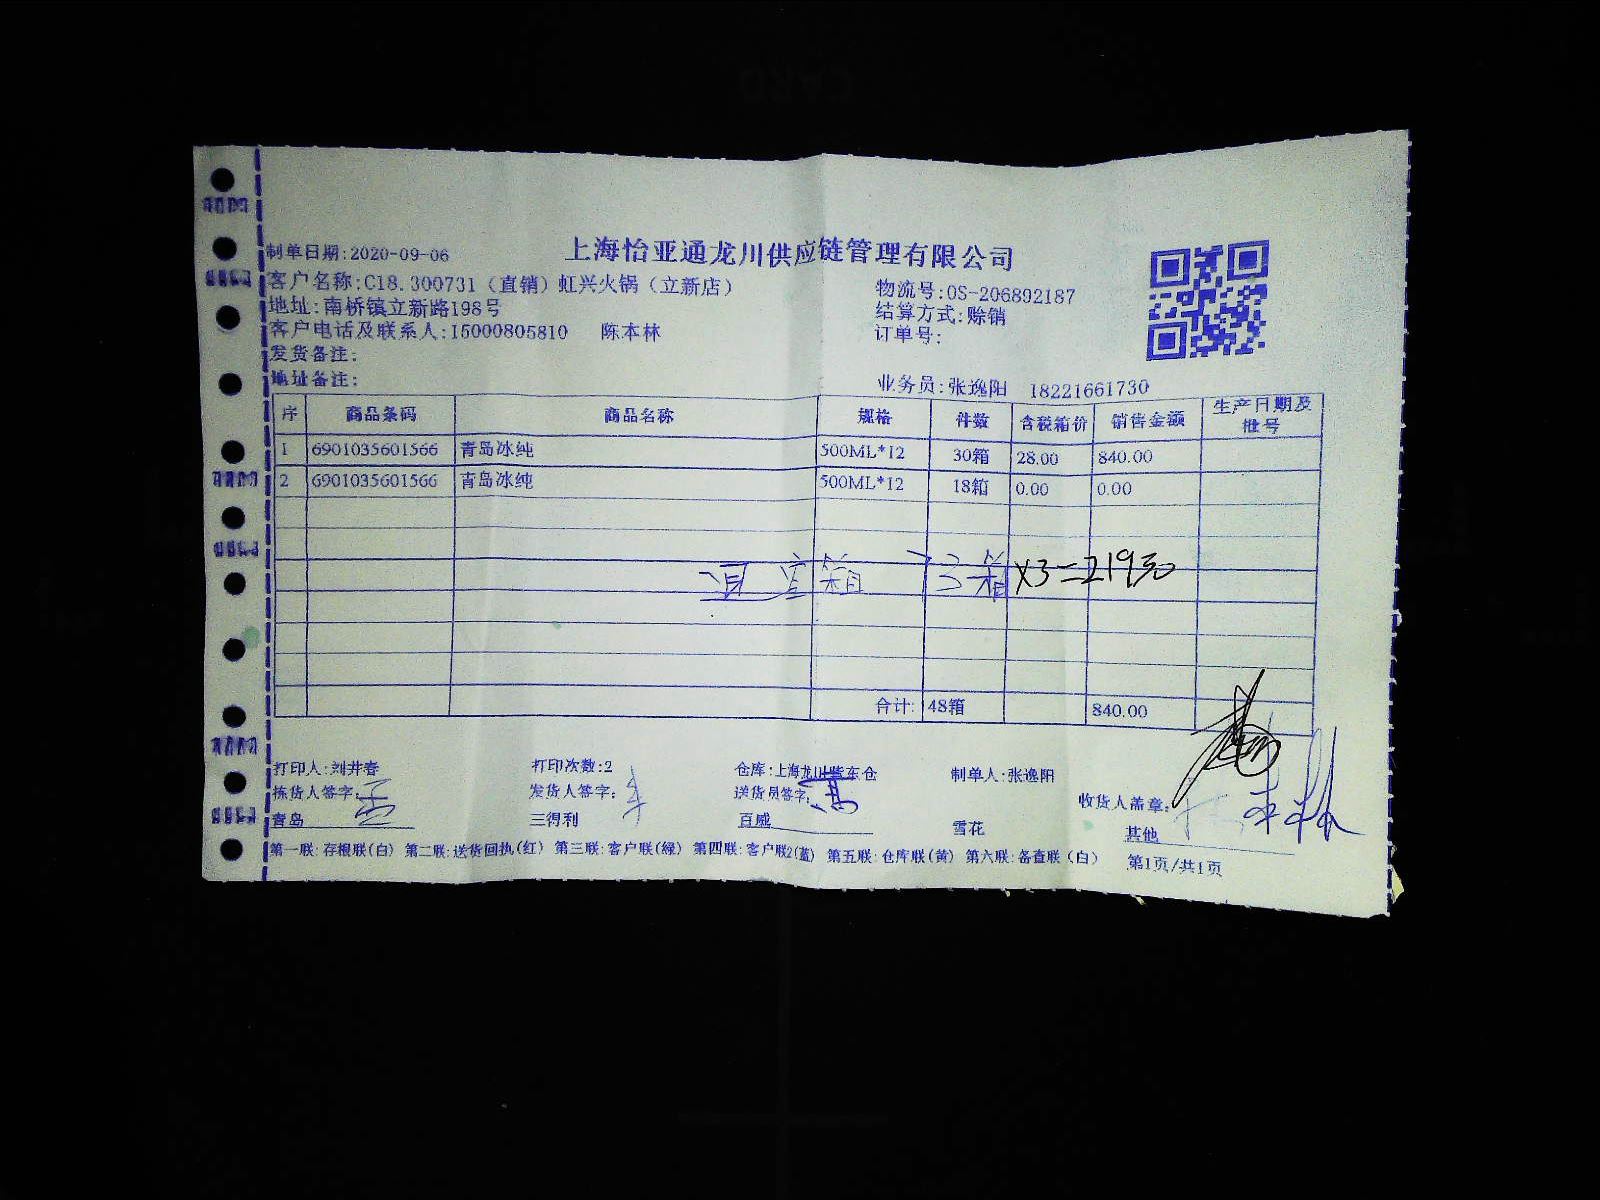 制单日期:2020-09-06
上海怡亚通龙川供应链管理有限公司
客户名称:C18.300731（直销）虹兴火锅（立新店）
物流号:OS-206892187
地址:南桥镇立新路198号
结算方式:赊销
客户电话及联系人:15000805810 陈本林
订单号:
发货备注:
地址备注:
业务员:张逸阳 18221661730
序 商品条码 商品名称 规格 件数 含税箱价 销售金额 生产日期及批号
1 6901035601566 青岛冰纯 500ML*12 30箱 28.00 840.00
2 6901035601566 青岛冰纯 500ML*12 18箱 0.00 0.00
箱 73箱 X3=219元
合计: 48箱 840.00
打印人:刘井春 打印次数:2 仓库:上海龙川柴东仓 制单人:张逸阳
拣货人签字: 发货人签字: 送货员签字: 收货人盖章:
青岛 三得利 百威 雪花 其他
第一联:存根联(白) 第二联:送货回执(红) 第三联:客户联(绿) 第四联:客户联2(蓝) 第五联:仓库联(黄) 第六联:备查联(白) 第1页/共1页